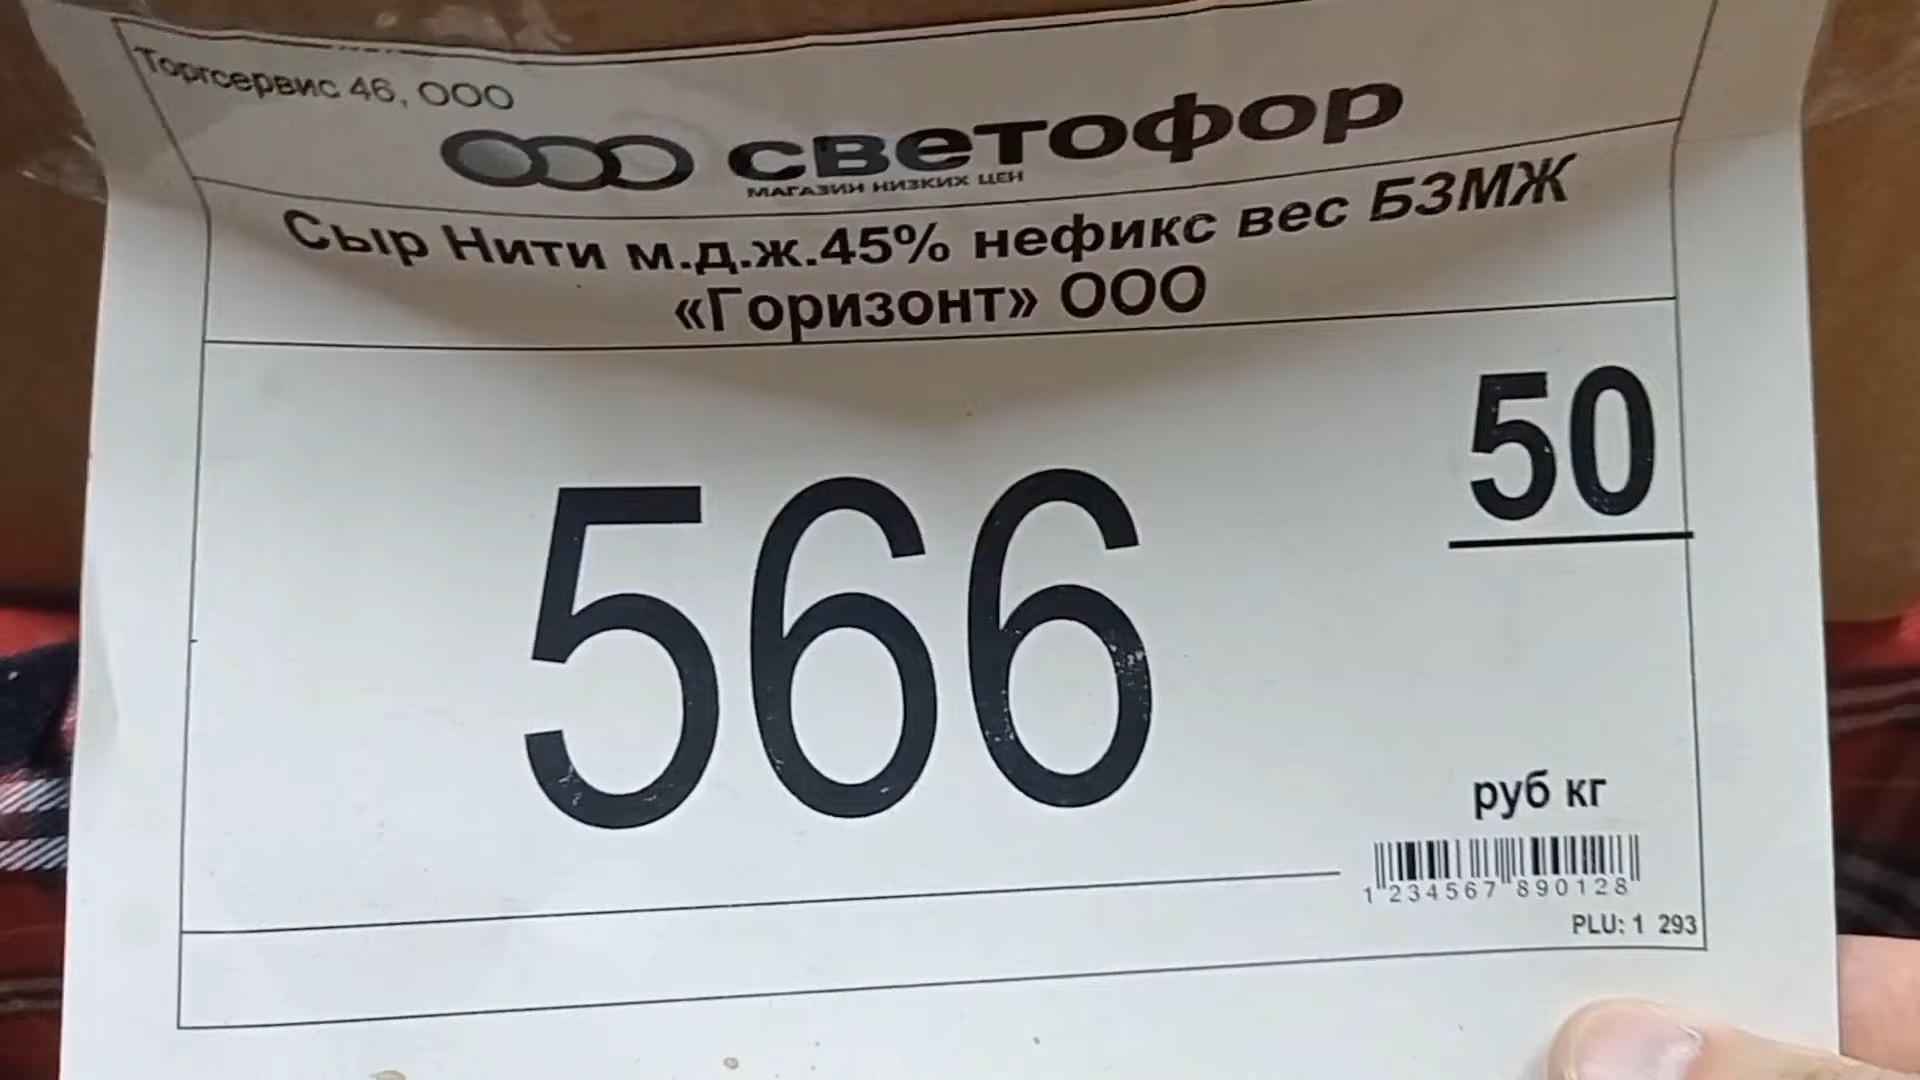 Торгсервис 46, ООО
светофор
МАГАЗИН НИЗКИХ ЦЕН
Сыр Нити м.д.ж.45% нефикс вес БЗМЖ
«Горизонт» ООО
566
50
руб кг
1 234567 890128
PLU: 1 293